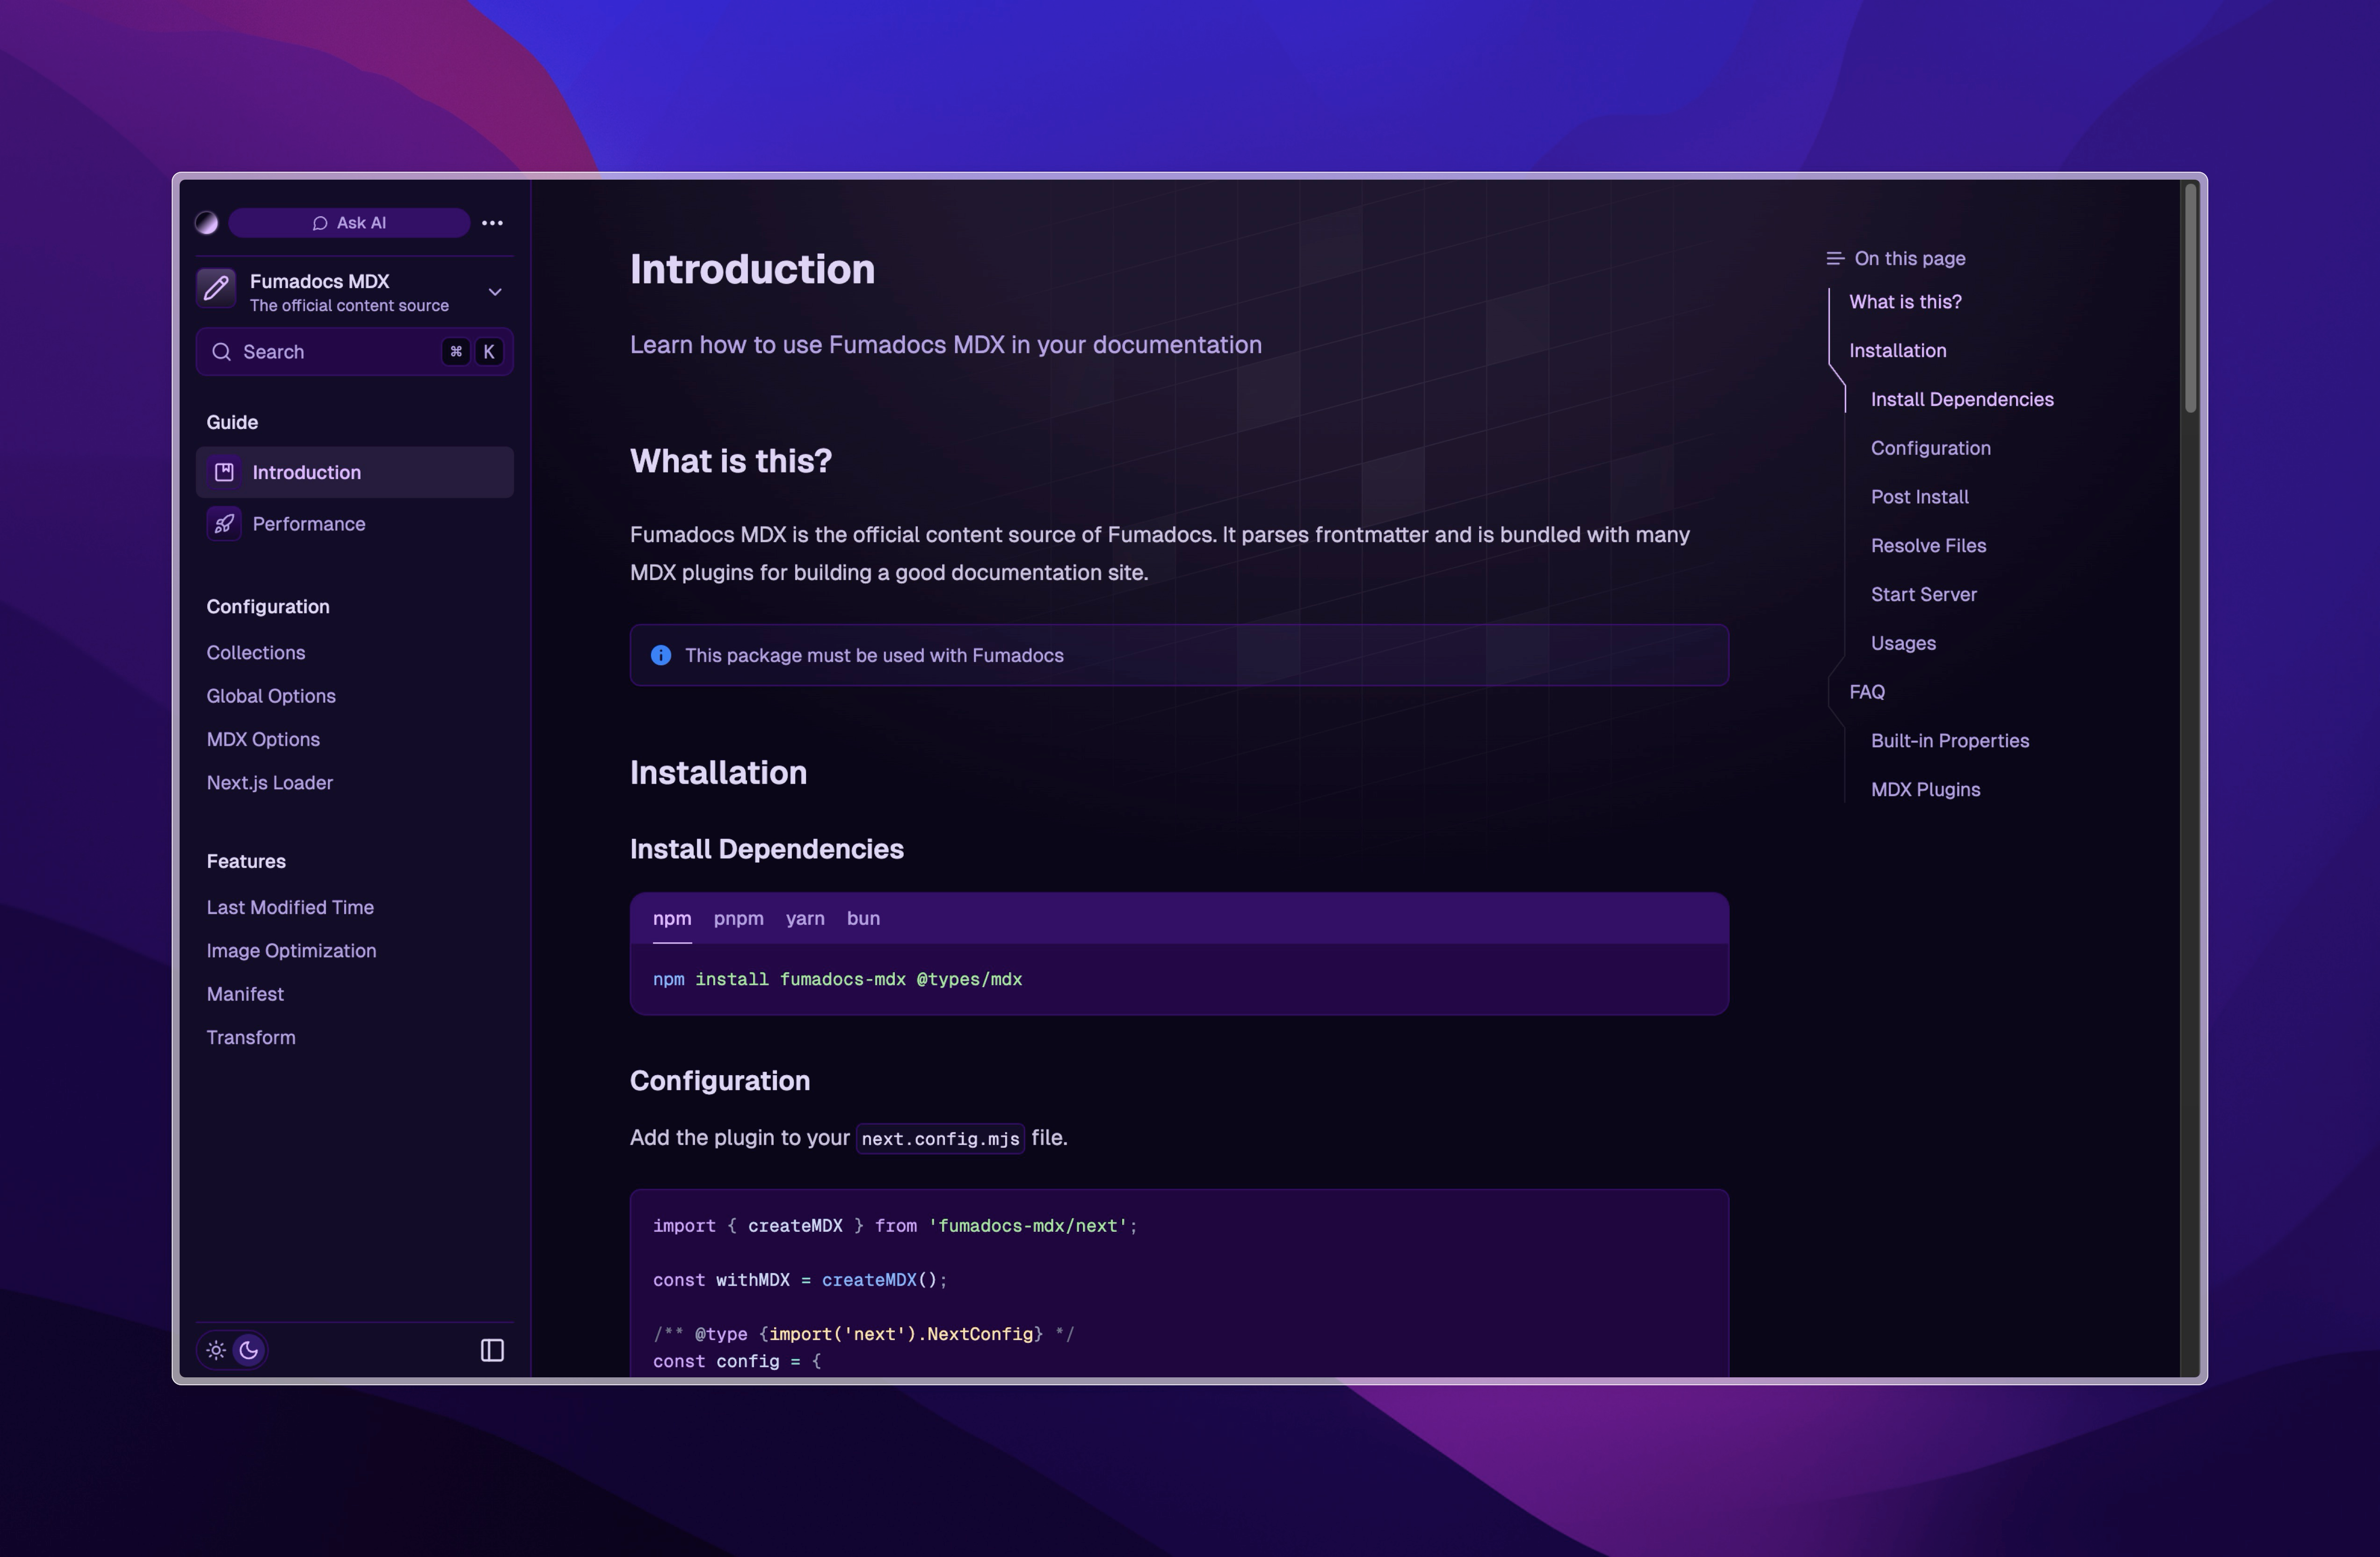 Ask AI
Fumadocs MDX
The official content source
Search ⌘ K
Guide
Introduction
Performance
Configuration
Collections
Global Options
MDX Options
Next.js Loader
Features
Last Modified Time
Image Optimization
Manifest
Transform
Introduction
Learn how to use Fumadocs MDX in your documentation
What is this?
Fumadocs MDX is the official content source of Fumadocs. It parses frontmatter and is bundled with many
MDX plugins for building a good documentation site.
This package must be used with Fumadocs
Installation
Install Dependencies
npm pnpm yarn bun
npm install fumadocs-mdx @types/mdx
Configuration
Add the plugin to your next.config.mjs file.
import { createMDX } from 'fumadocs-mdx/next';
const withMDX = createMDX();
/** @type {import('next').NextConfig} */
const config = {
On this page
What is this?
Installation
Install Dependencies
Configuration
Post Install
Resolve Files
Start Server
Usages
FAQ
Built-in Properties
MDX Plugins